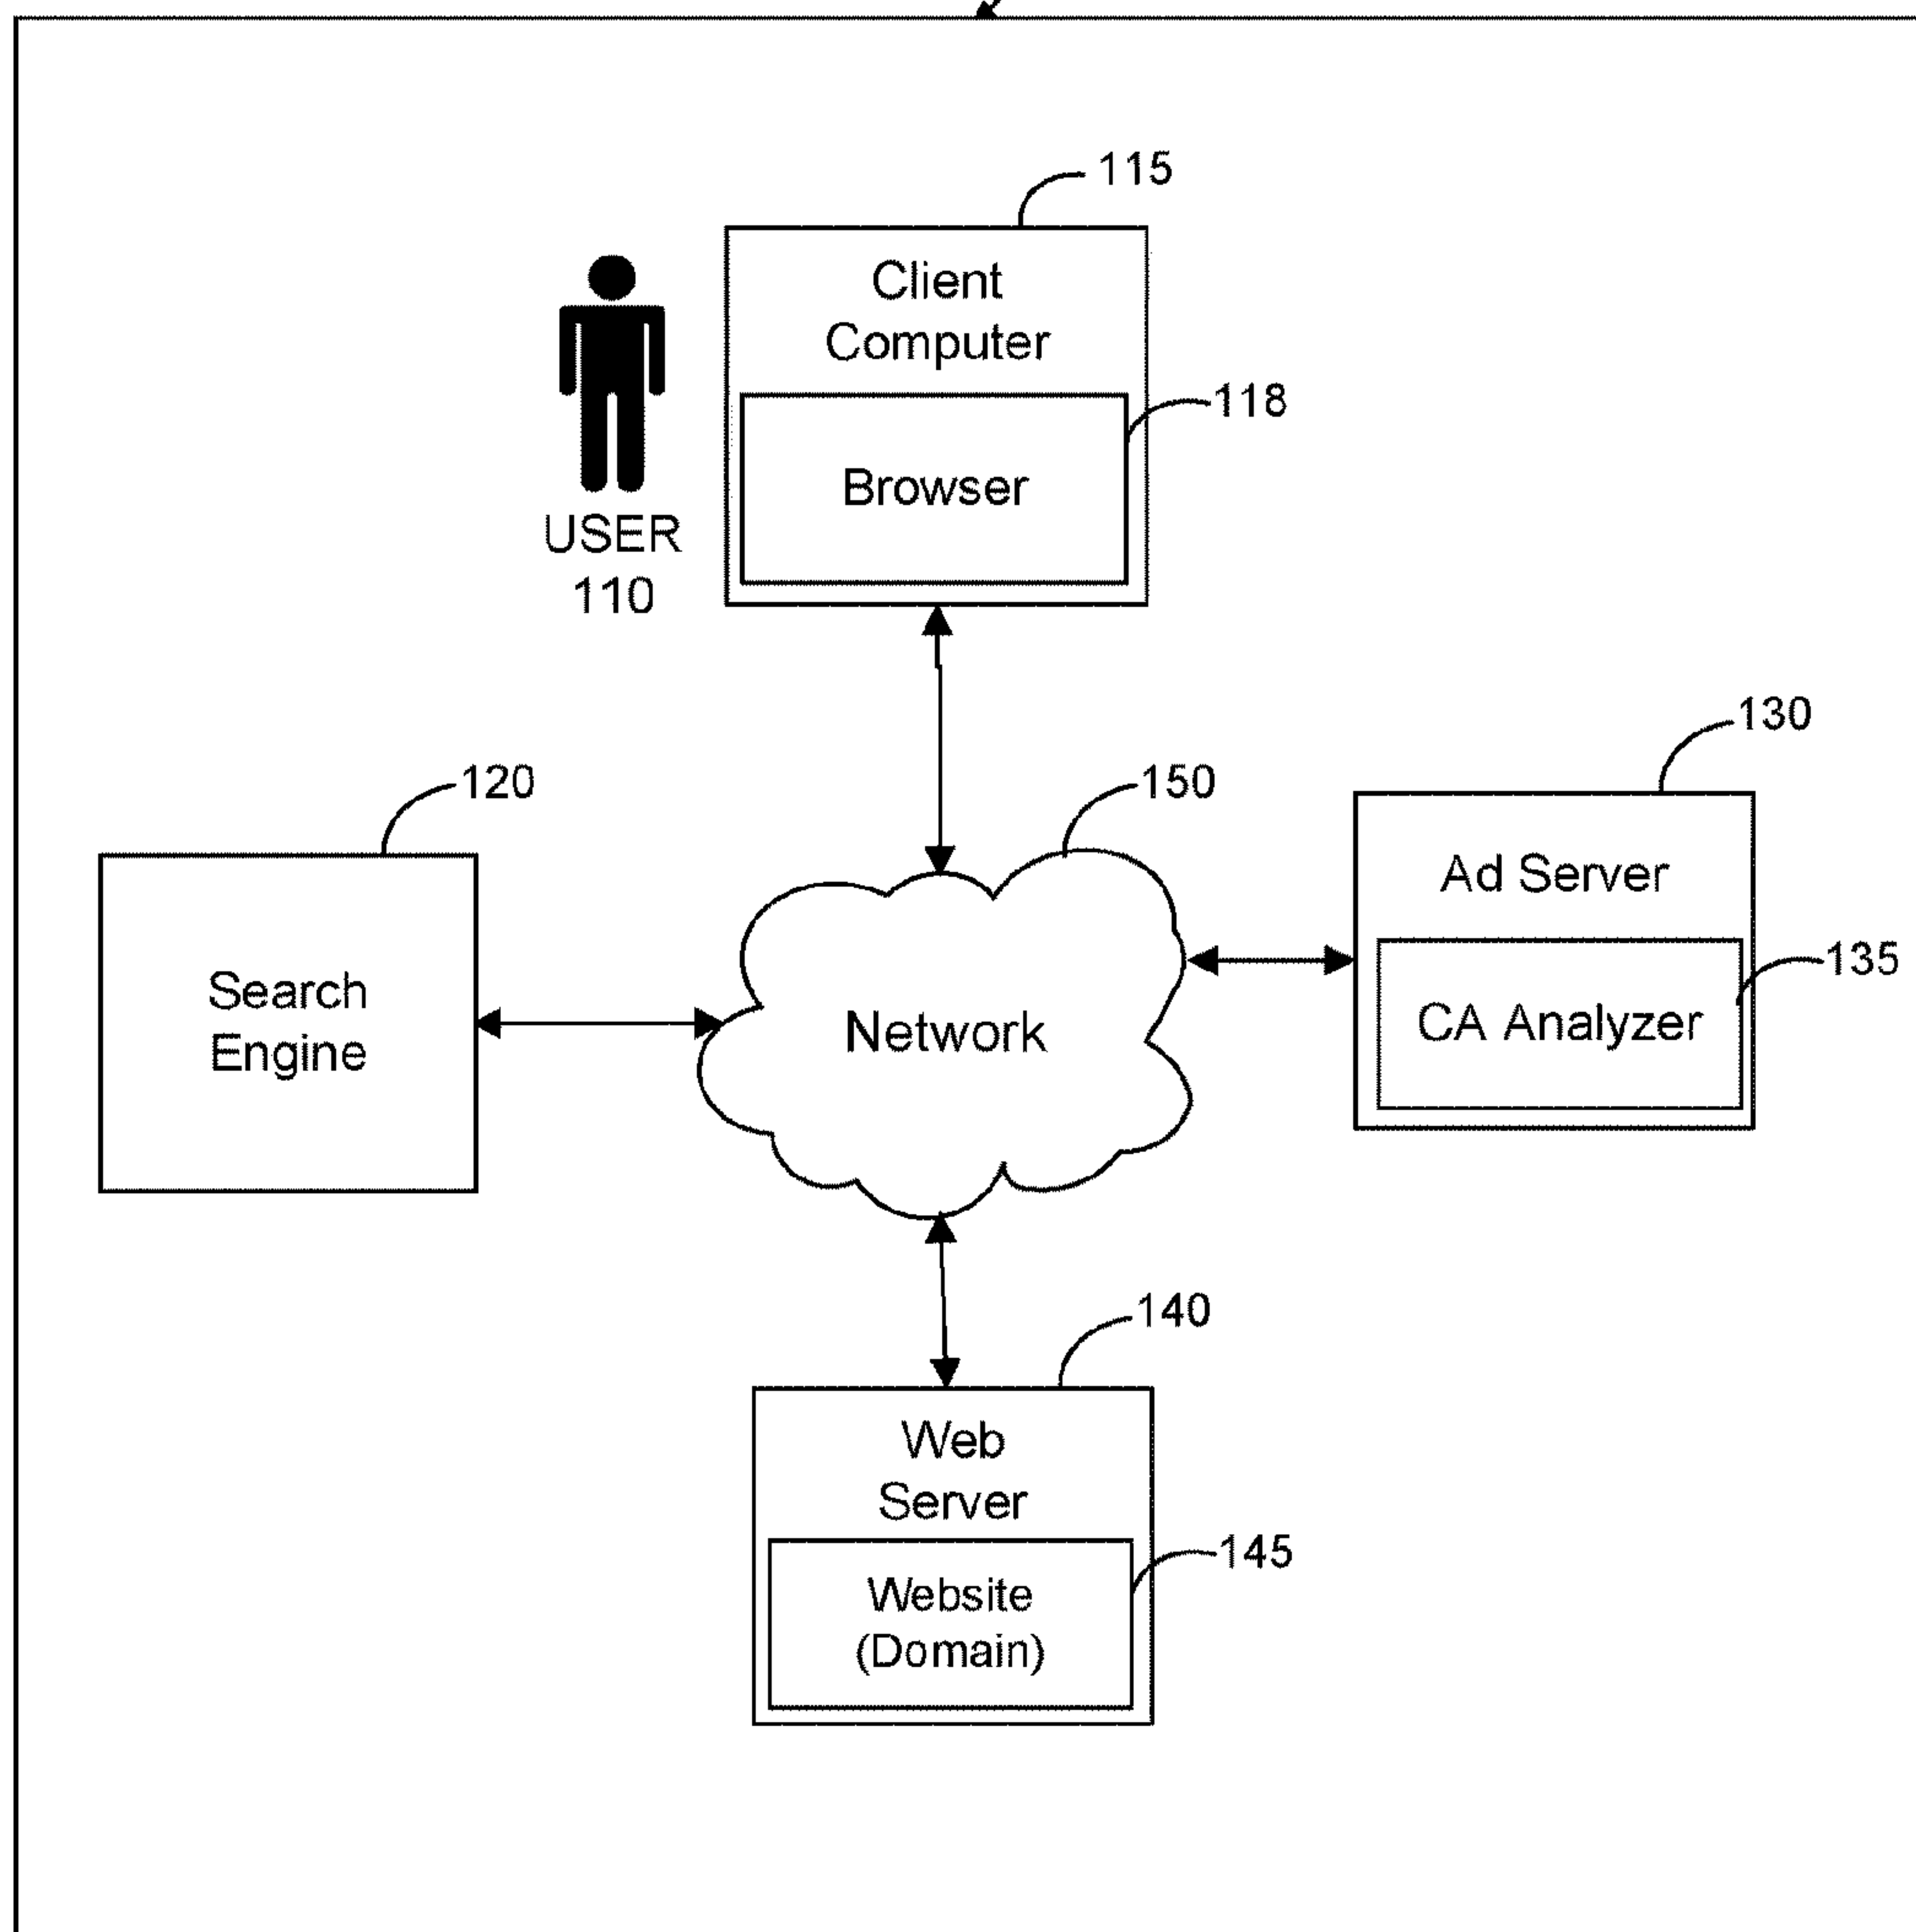 115
Client
Computer
118
Browser
USER
110
130
120
150
Ad Server
135
Search
Engine
Network
CA Analyzer
140
Web
Server
145
Website
(Domain)